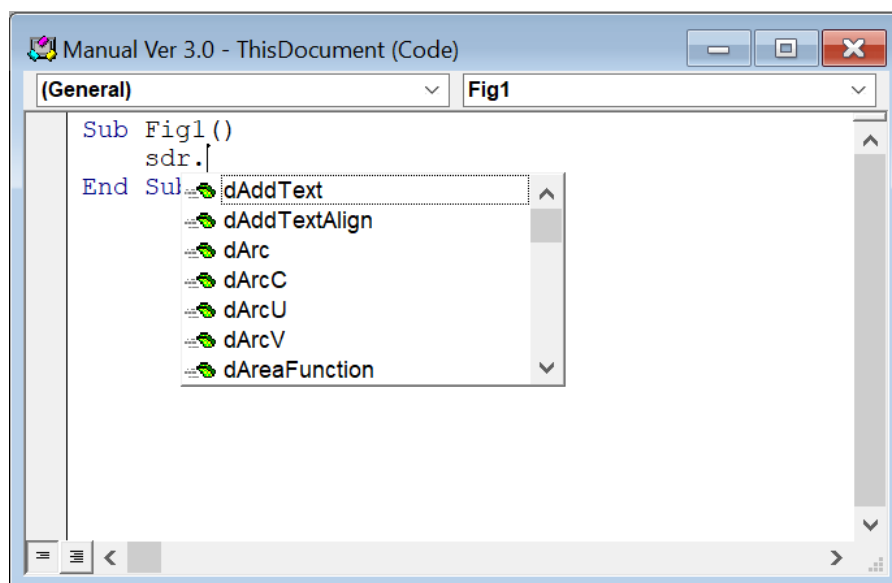 Manual Ver 3.0 - ThisDocument (Code)
(General) Fig1
Sub Fig1()
sdr.
End Sub
dAddText
dAddTextAlign
dArc
dArcC
dArcU
dArcV
dAreaFunction